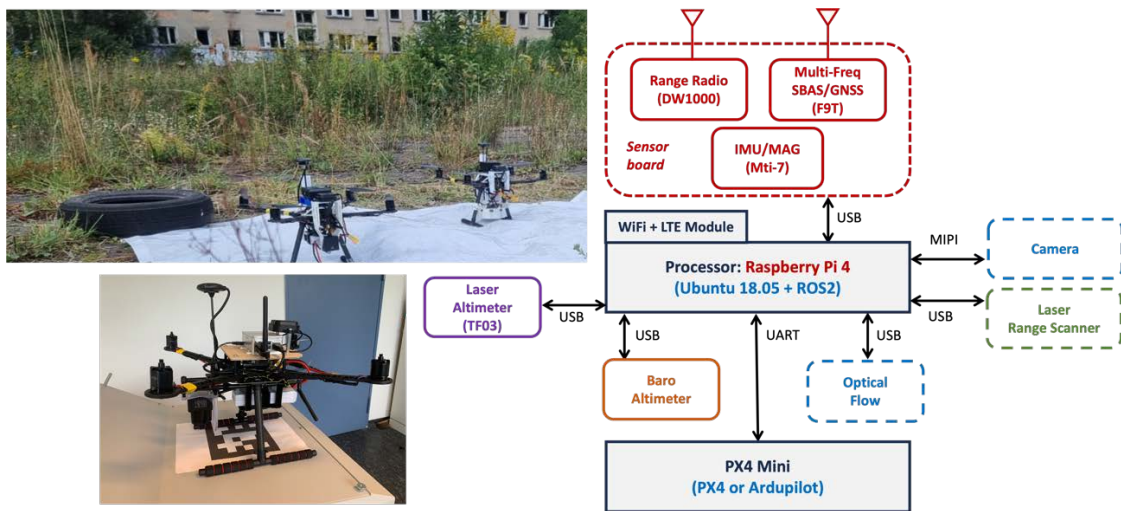 Range Radio
(DW1000)
Multi-Freq
SBAS/GNSS
(F9T)
Sensor
board
IMU/MAG
(Mti-7)
USB
WiFi + LTE Module
Processor: Raspberry Pi 4
(Ubuntu 18.05 + ROS2)
MIPI
Camera
Laser
Altimeter
(TF03)
USB
USB
Laser
Range Scanner
USB
UART
USB
Baro
Altimeter
Optical
Flow
PX4 Mini
(PX4 or Ardupilot)